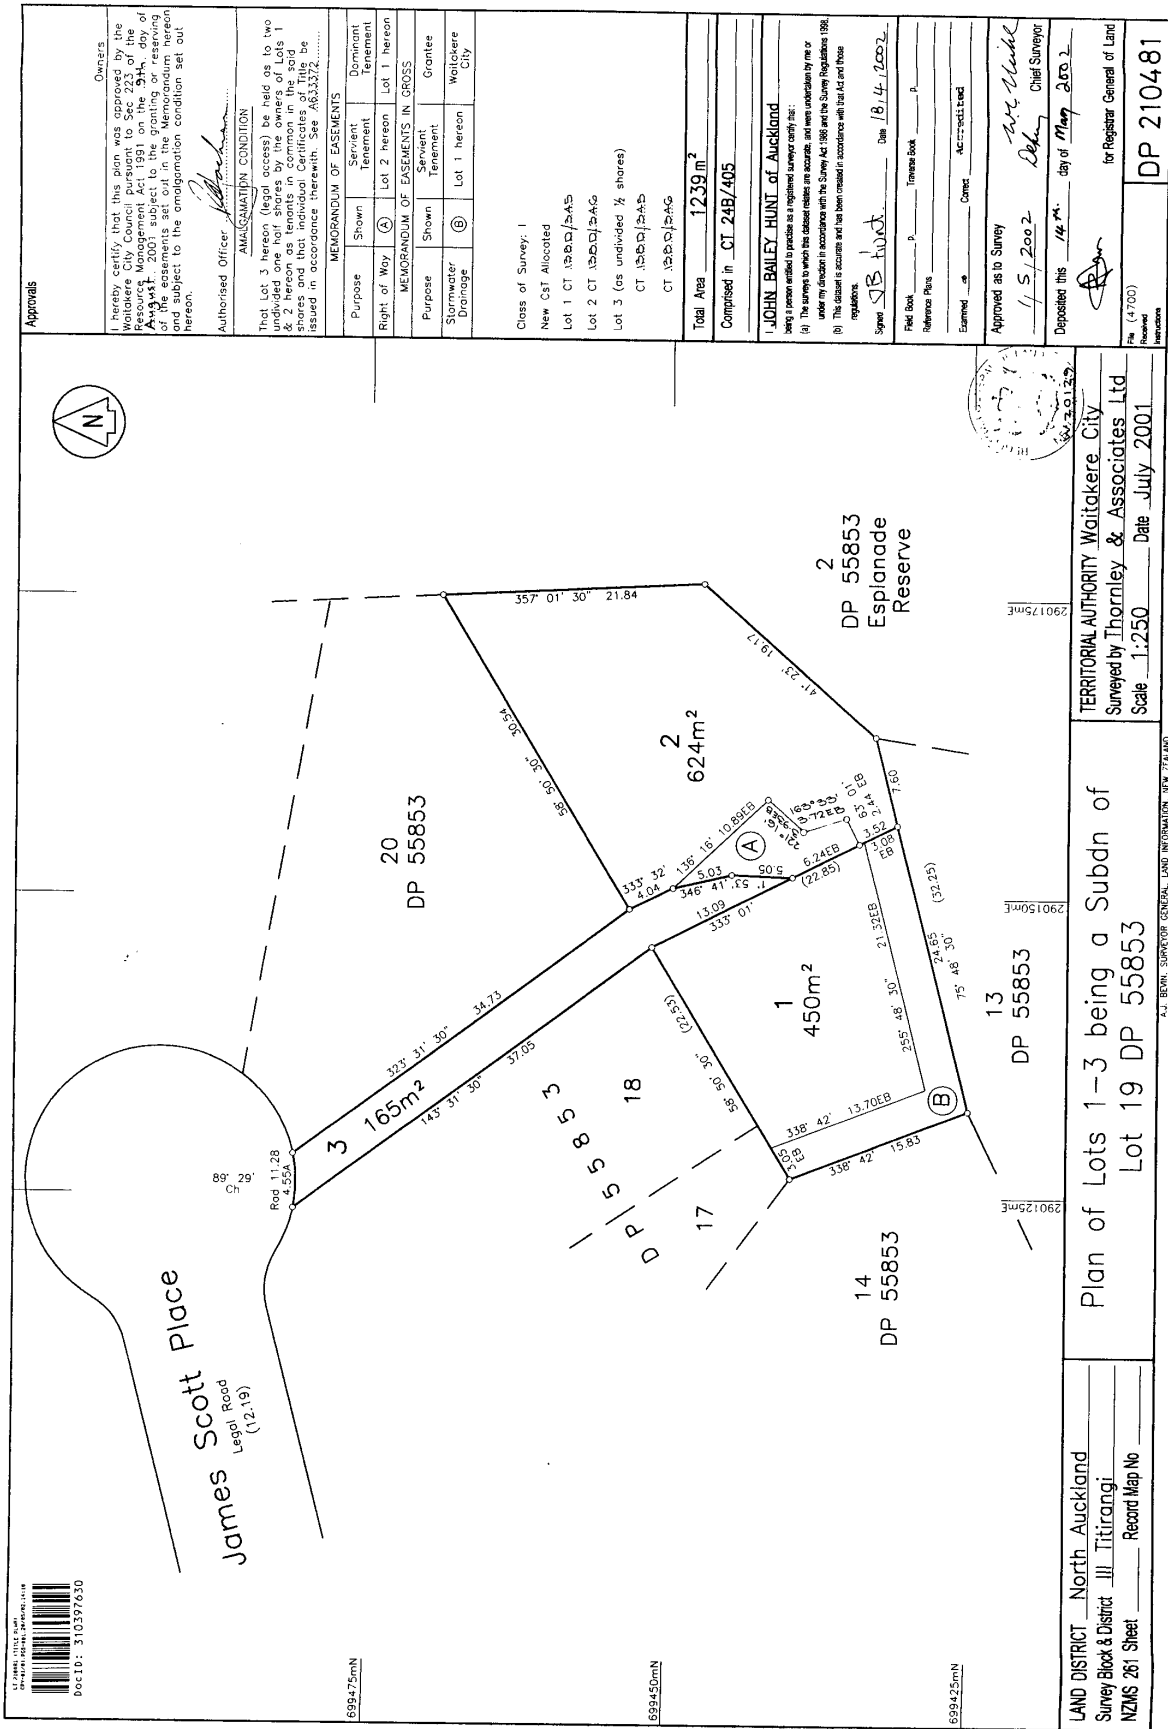 DocID: 310397630
James Scott Place
Legal Road
(12.19)
89° 29'
Ch
Rad 11.28
4.55A
N
3
165m²
323° 31' 30" 34.73
143° 31' 30" 37.05
20
DP 55853
58° 50' 30" 30.54
357° 01' 30" 21.84
41° 23' 19.17
2
624m²
2
DP 55853
Esplanade
Reserve
333° 32'
4.04
136° 16' 10.89EB
346° 41'
5.03
1° 53'
5.05
A
163° 33'
3.72EB
63° 01'
2.44 EB
7.60
3.52
3.08
EB
6.24EB
(22.85)
13.09
333° 01'
1
450m²
58° 50' 30" (22.53)
255° 48' 30" 21.32EB
75° 48' 30" 24.65 (32.25)
338° 42' 13.70EB
338° 42' 15.83
3.05
EB
B
DP 55853
18
17
14
DP 55853
13
DP 55853
699475mN
699450mN
699425mN
290125mE
290150mE
290175mE
Approvals
Owners
I hereby certify that this plan was approved by the
Waitakere City Council pursuant to Sec 223 of the
Resource Management Act 1991 on the 9th day of
August 2001 subject to the granting or reserving
of the easements set out in the Memorandum hereon
and subject to the amalgamation condition set out
hereon.
Authorised Officer
AMALGAMATION CONDITION
That Lot 3 hereon (legal access) be held as to two
undivided one half shares by the owners of Lots 1
& 2 hereon as tenants in common in the said
shares and that individual Certificates of Title be
issued in accordance therewith. See A633372
MEMORANDUM OF EASEMENTS
Purpose Shown Servient Tenement Dominant Tenement
Right of Way A Lot 2 hereon Lot 1 hereon
MEMORANDUM OF EASEMENTS IN GROSS
Purpose Shown Servient Tenement Grantee
Stormwater Drainage B Lot 1 hereon Waitakere City
Class of Survey: I
New CsT Allocated
Lot 1 CT 138D/345
Lot 2 CT 138D/346
Lot 3 (as undivided ½ shares)
CT 138D/345
CT 138D/346
Total Area 1239m²
Comprised in CT 24B/405
I JOHN BAILEY HUNT of Auckland
being a person entitled to practise as a registered surveyor certify that :
(a) The surveys to which this dataset relates are accurate, and were undertaken by me or
under my direction in accordance with the Survey Act 1986 and the Survey Regulations 1998.
(b) This dataset is accurate and has been created in accordance with that Act and those
regulations.
Signed JB Hunt Date 18/4/2002
Field Book p. Traverse Book p.
Reference Plans
Examined Correct Accredited
Approved as to Survey
1/5/2002 Chief Surveyor
Deposited this 14th day of May 2002
for Registrar General of Land
File (4700)
Received
Instructions
DP 210481
LAND DISTRICT North Auckland
Survey Block & District III Titirangi
NZMS 261 Sheet Record Map No
Plan of Lots 1-3 being a Subdn of
Lot 19 DP 55853
TERRITORIAL AUTHORITY Waitakere City
Surveyed by Thornley & Associates Ltd
Scale 1:250 Date July 2001
A.J. BEVIN, SURVEYOR GENERAL, LAND INFORMATION, NEW ZEALAND